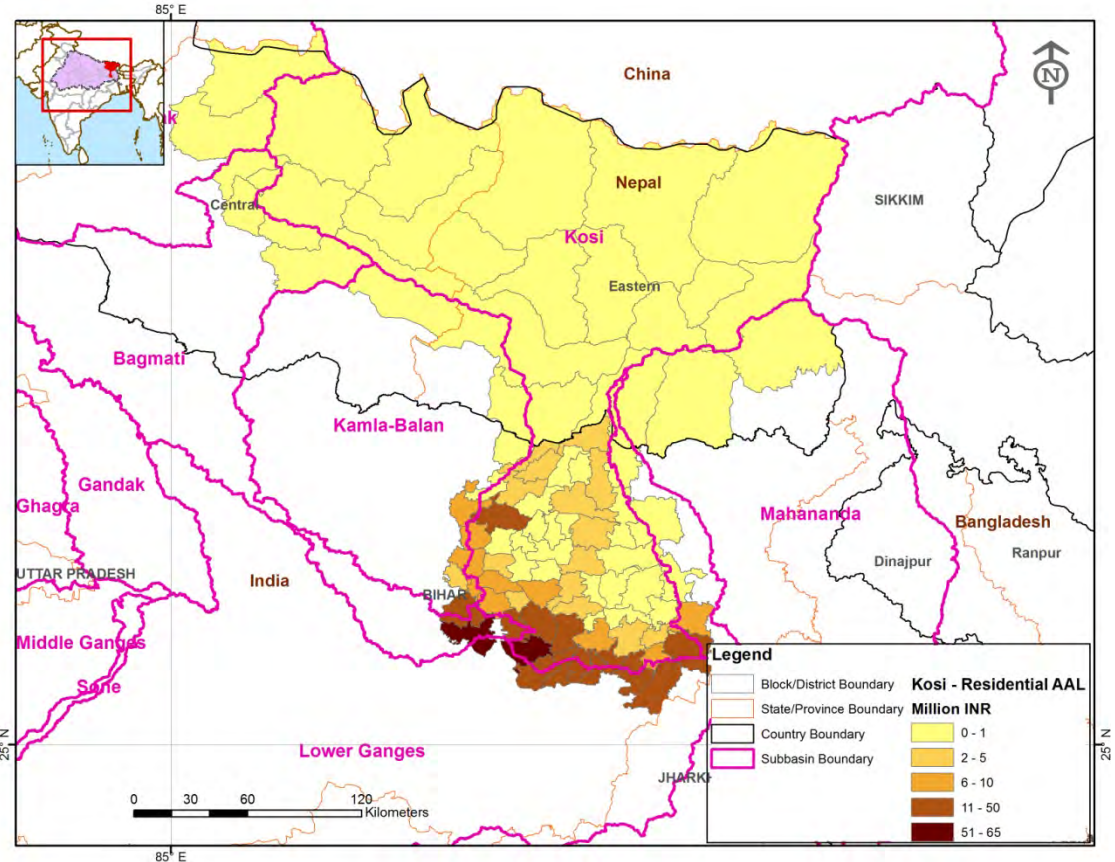 85° E
China
N
Nepal
SIKKIM
Central
Kosi
Eastern
Bagmati
Kamla-Balan
Gandak
Ghagra
Mahananda
Bangladesh
Dinajpur
Ranpur
UTTAR PRADESH
India
BIHAR
Middle Ganges
Sone
Lower Ganges
JHARKH
25° N
25° N
0 30 60 120
Kilometers
85° E
Legend
Block/District Boundary
State/Province Boundary
Country Boundary
Subbasin Boundary
Kosi - Residential AAL
Million INR
0 - 1
2 - 5
6 - 10
11 - 50
51 - 65